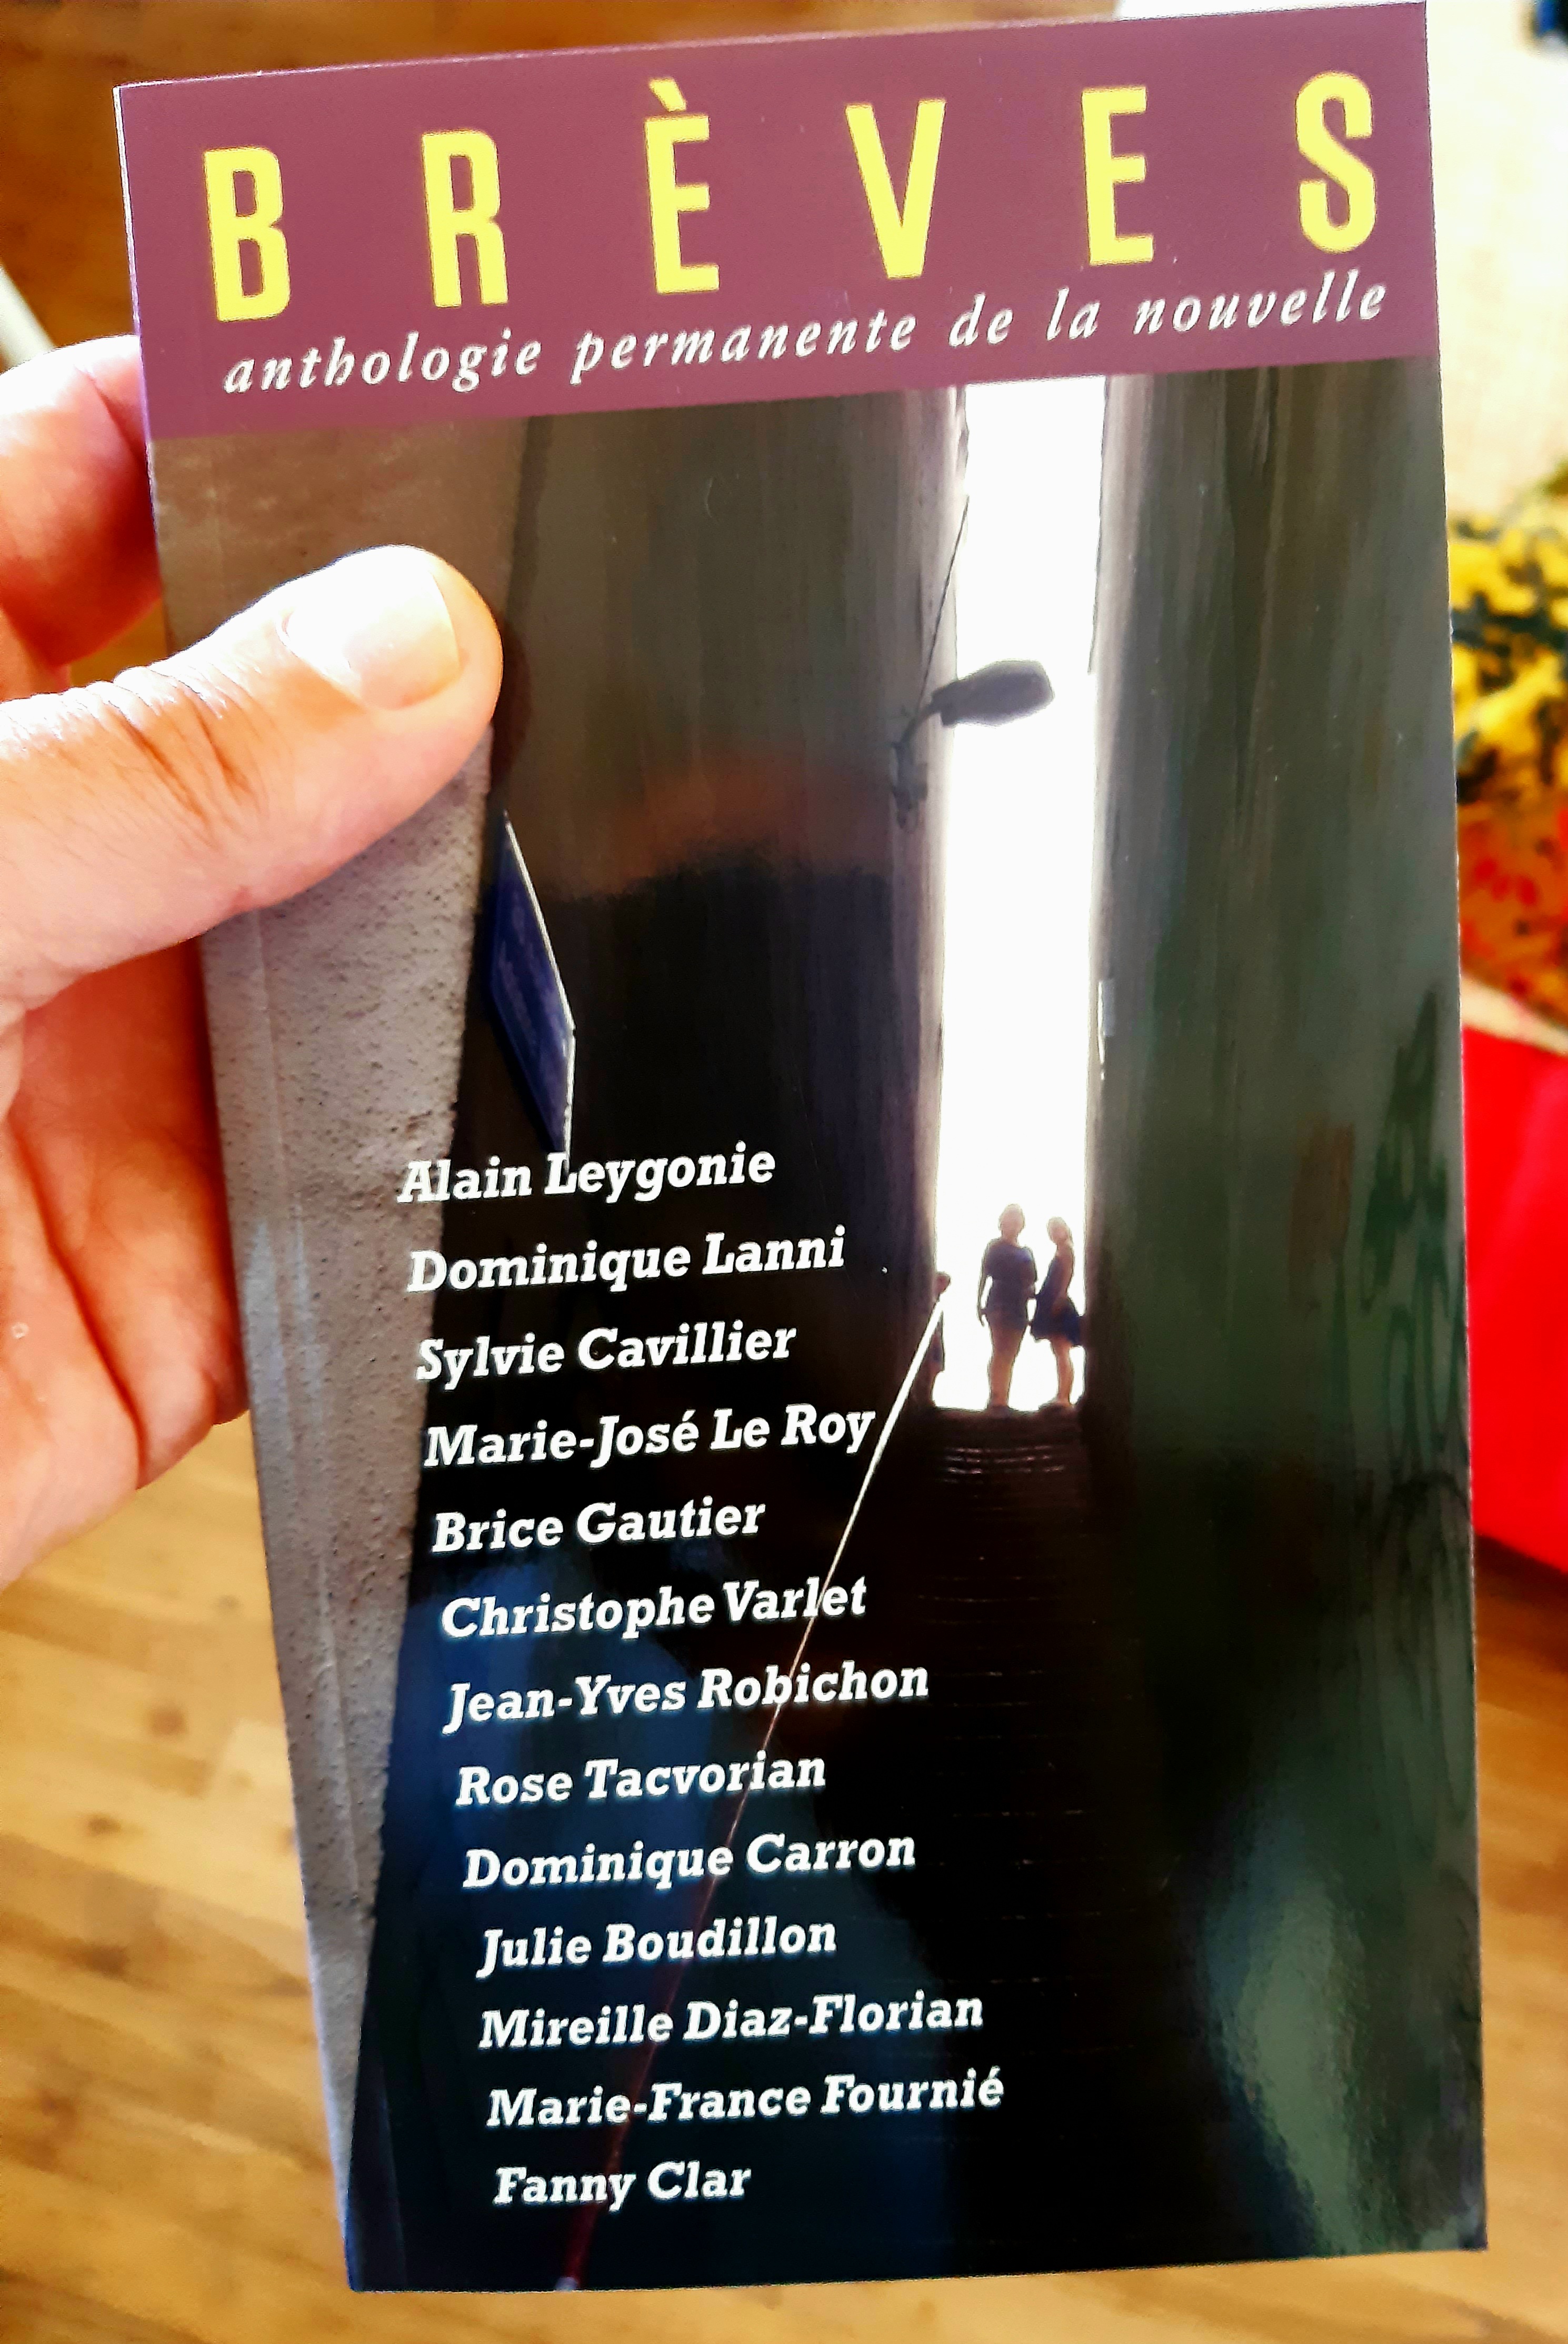 BRÈVES
anthologie permanente de la nouvelle
Alain Leygonie
Dominique Lanni
Sylvie Cavillier
Marie-José Le Roy
Brice Gautier
Christophe Varlet
Jean-Yves Robichon
Rose Tacvorian
Dominique Carron
Julie Boudillon
Mireille Diaz-Florian
Marie-France Fournié
Fanny Clar